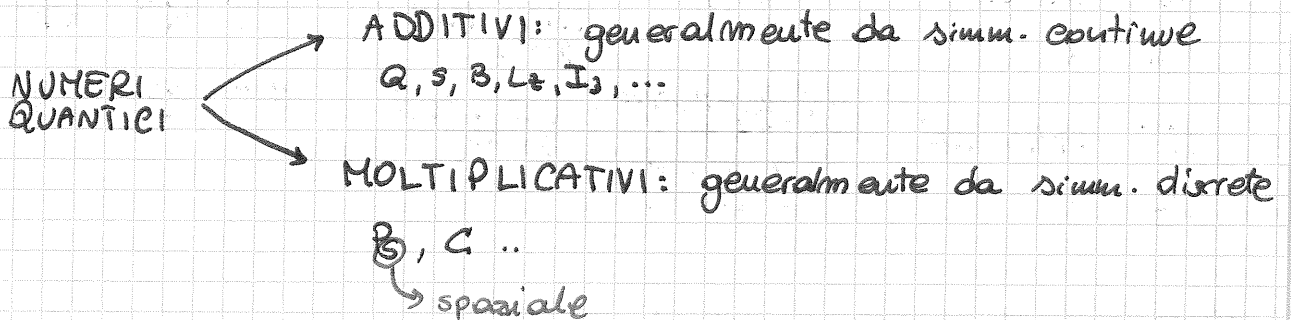 ADDITIVI: generalmente da simm. continue
Q, S, B, Lz, I3, ...
NUMERI
QUANTICI
MOLTIPLICATIVI: generalmente da simm. discrete
Ps, C ..
spaziale